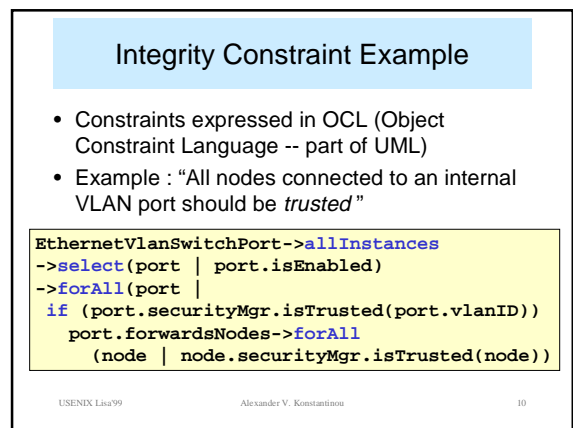 Integrity Constraint Example
• Constraints expressed in OCL (Object
Constraint Language -- part of UML)
• Example : “All nodes connected to an internal
VLAN port should be trusted ”
EthernetVlanSwitchPort->allInstances
->select(port | port.isEnabled)
->forAll(port |
if (port.securityMgr.isTrusted(port.vlanID))
port.forwardsNodes->forAll
(node | node.securityMgr.isTrusted(node))
USENIX Lisa'99 Alexander V. Konstantinou 10